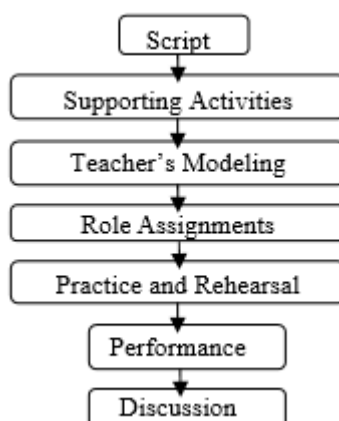 Script
Supporting Activities
Teacher's Modeling
Role Assignments
Practice and Rehearsal
Performance
Discussion